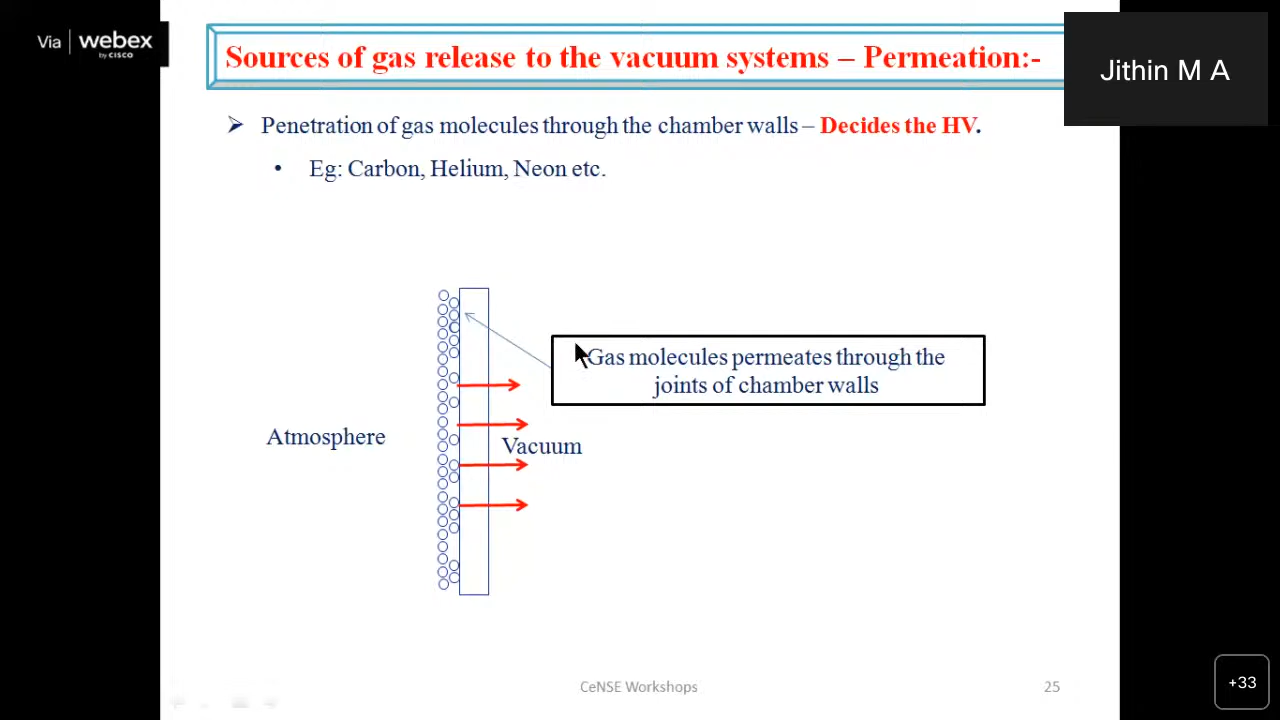 Via | webex
by CISCO
Sources of gas release to the vacuum systems – Permeation:-
Jithin M A
➢ Penetration of gas molecules through the chamber walls – Decides the HV.
• Eg: Carbon, Helium, Neon etc.
Gas molecules permeates through the
joints of chamber walls
Atmosphere
Vacuum
CeNSE Workshops
25
+33